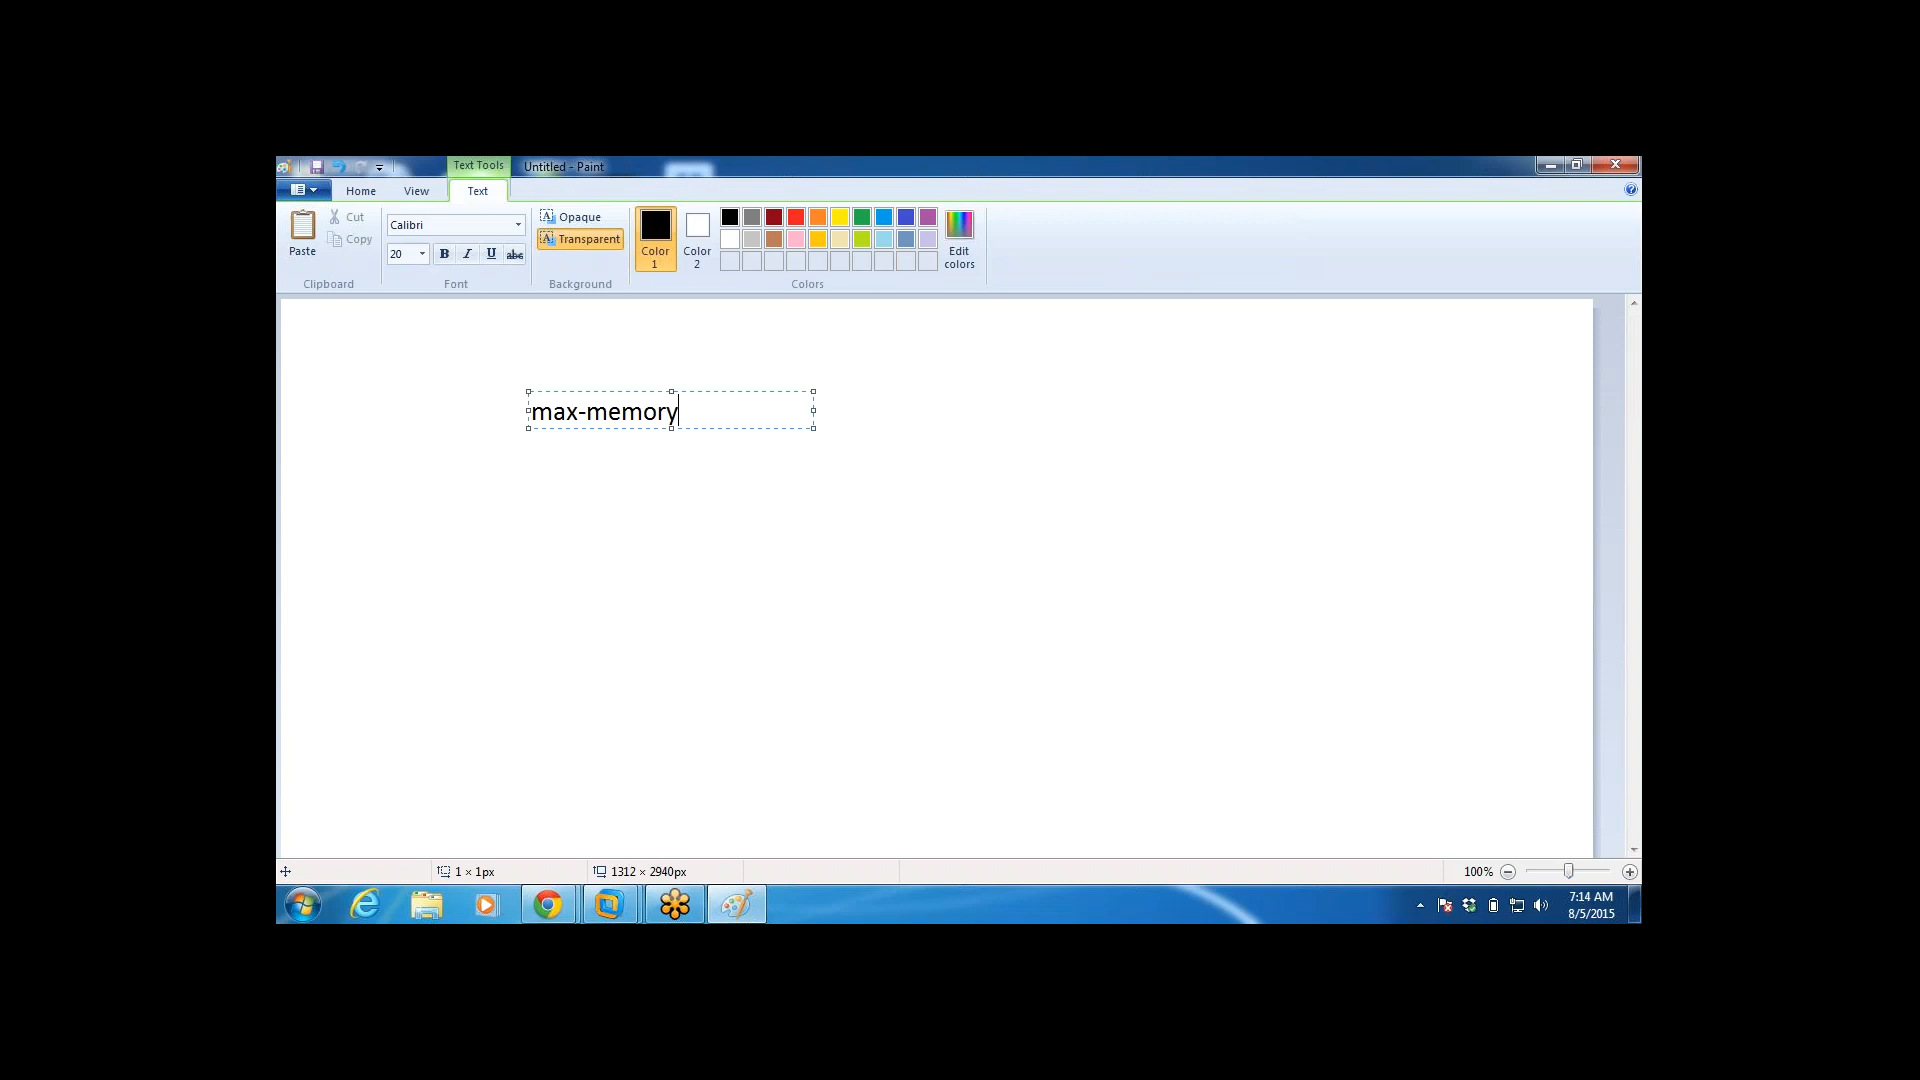 Text Tools
Untitled - Paint
Home
View
Text
Paste
Cut
Copy
Clipboard
Calibri
20
B I U abc
Font
Opaque
Transparent
Background
Color 1
Color 2
Edit colors
Colors
max-memory
1 × 1px
1312 × 2940px
100%
7:14 AM
8/5/2015